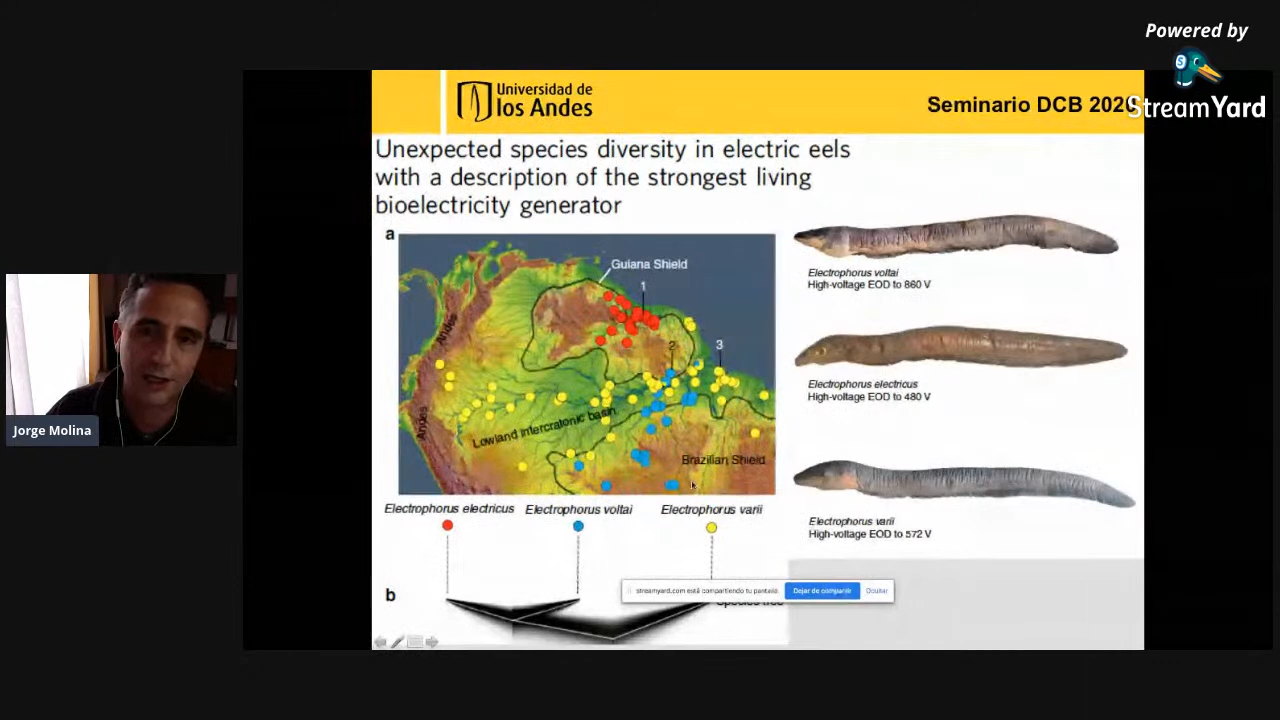 Powered by
StreamYard
Universidad de
los Andes
Seminario DCB 2020
Unexpected species diversity in electric eels
with a description of the strongest living
bioelectricity generator
a
Guiana Shield
1
2
3
Andes
Andes
Lowland intercratonic basin
Brazilian Shield
Electrophorus electricus
Electrophorus voltai
Electrophorus varii
b
Species tree
Electrophorus voltai
High-voltage EOD to 860 V
Electrophorus electricus
High-voltage EOD to 480 V
Electrophorus varii
High-voltage EOD to 572 V
streamyard.com está compartiendo tu pantalla.
Dejar de compartir
Ocultar
Jorge Molina